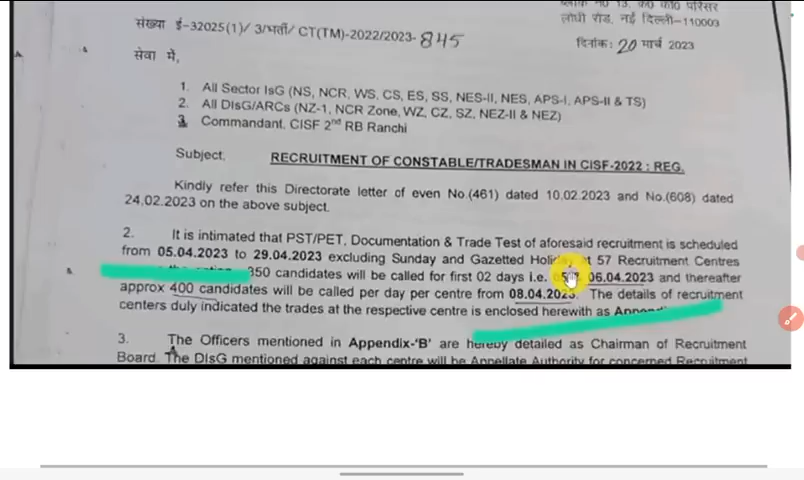 ब्लाक नं० 13, के० का० परिसर
लोधी रोड, नई दिल्ली-110003
संख्या ई-32025(1)/ 3/भर्ती/ CT(TM)-2022/2023- 845
दिनांक: 20 मार्च 2023
सेवा में,
1. All Sector IsG (NS, NCR, WS, CS, ES, SS, NES-II, NES, APS-I, APS-II & TS)
2. All DIsG/ARCs (NZ-1, NCR Zone, WZ, CZ, SZ, NEZ-II & NEZ)
3. Commandant, CISF 2nd RB Ranchi
Subject. RECRUITMENT OF CONSTABLE/TRADESMAN IN CISF-2022 : REG.
Kindly refer this Directorate letter of even No.(461) dated 10.02.2023 and No.(608) dated
24.02.2023 on the above subject.
2. It is intimated that PST/PET, Documentation & Trade Test of aforesaid recruitment is scheduled
from 05.04.2023 to 29.04.2023 excluding Sunday and Gazetted 57 Recruitment Centres
350 candidates will be called for first 02 days i.e. 06.04.2023 and thereafter
approx 400 candidates will be called per day per centre from 08.04.2023. The details of recruitment
centers duly indicated the trades at the respective centre is enclosed herewith as
3. The Officers mentioned in Appendix-'B' are hereby detailed as Chairman of Recruitment
Board. The DIsG mentioned against each centre will be Appellate Authority for concerned Recruitment